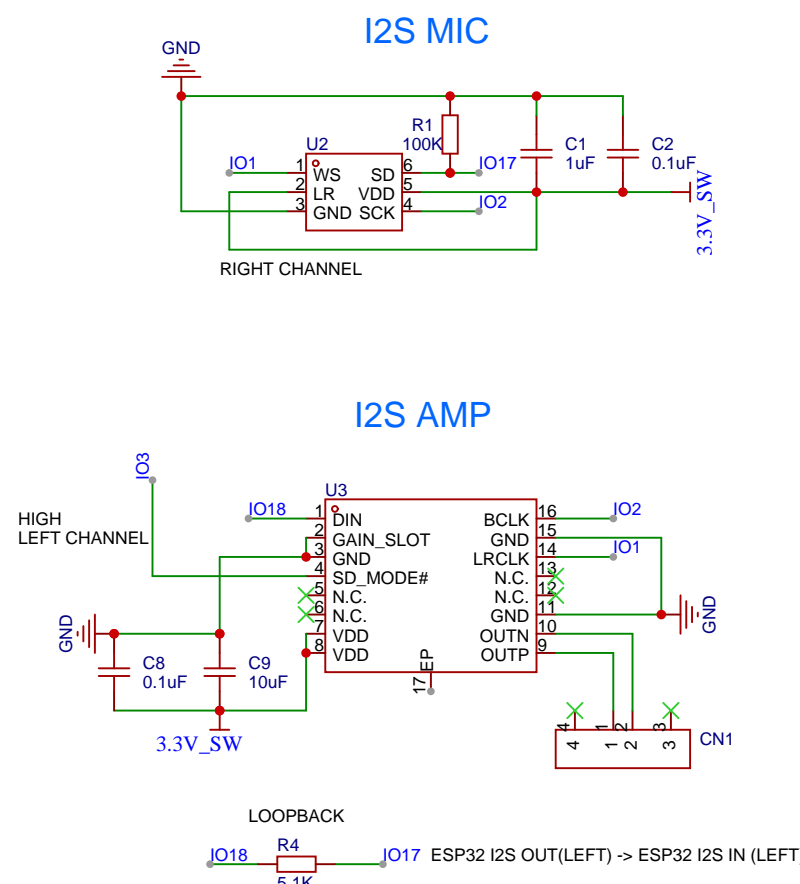 I2S MIC
GND
U2
R1
100K
C1
1uF
C2
0.1uF
IO1
1
WS
SD
6
IO17
2
LR
VDD
5
3
GND
SCK
4
IO2
3.3V_SW
RIGHT CHANNEL
I2S AMP
IO3
HIGH
LEFT CHANNEL
U3
IO18
1
DIN
BCLK
16
IO2
2
GAIN_SLOT
GND
15
3
GND
LRCLK
14
IO1
4
SD_MODE#
N.C.
13
5
N.C.
N.C.
12
6
N.C.
GND
11
GND
7
VDD
OUTN
10
8
VDD
OUTP
9
GND
C8
0.1uF
C9
10uF
17
EP
3.3V_SW
4
1
2
3
4
1
2
3
CN1
LOOPBACK
IO18
R4
5.1K
IO17
ESP32 I2S OUT(LEFT) -> ESP32 I2S IN (LEFT)